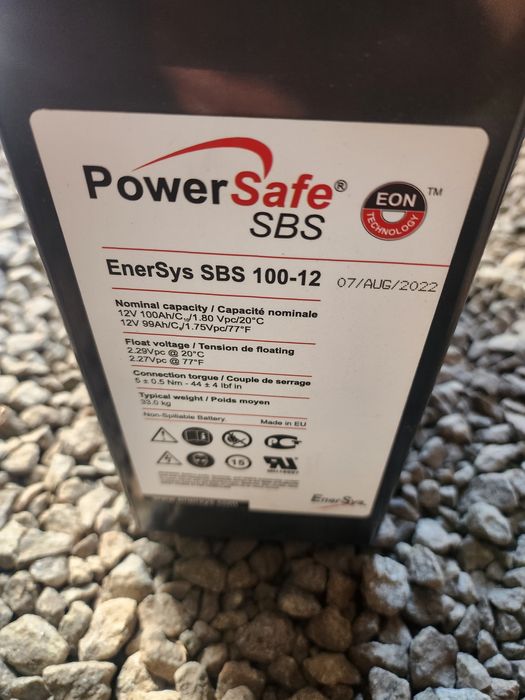 PowerSafe®
SBS
EON ™
TECHNOLOGY
EnerSys SBS 100-12 07/AUG/2022
Nominal capacity / Capacité nominale
12V 100Ah/C₁₀/1.80 Vpc/20°C
12V 99Ah/C₈/1.75Vpc/77°F
Float voltage / Tension de floating
2.29Vpc @ 20°C
2.27Vpc @ 77°F
Connection torgue / Couple de serrage
5 ± 0.5 Nm - 44 ± 4 lbf in
Typical weight / Poids moyen
33.0 kg
Non-Spillable Battery Made in EU
15
EnerSys